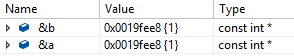 Name Value Type
&b 0x0019fee8 {1} const int *
&a 0x0019fee8 {1} const int *